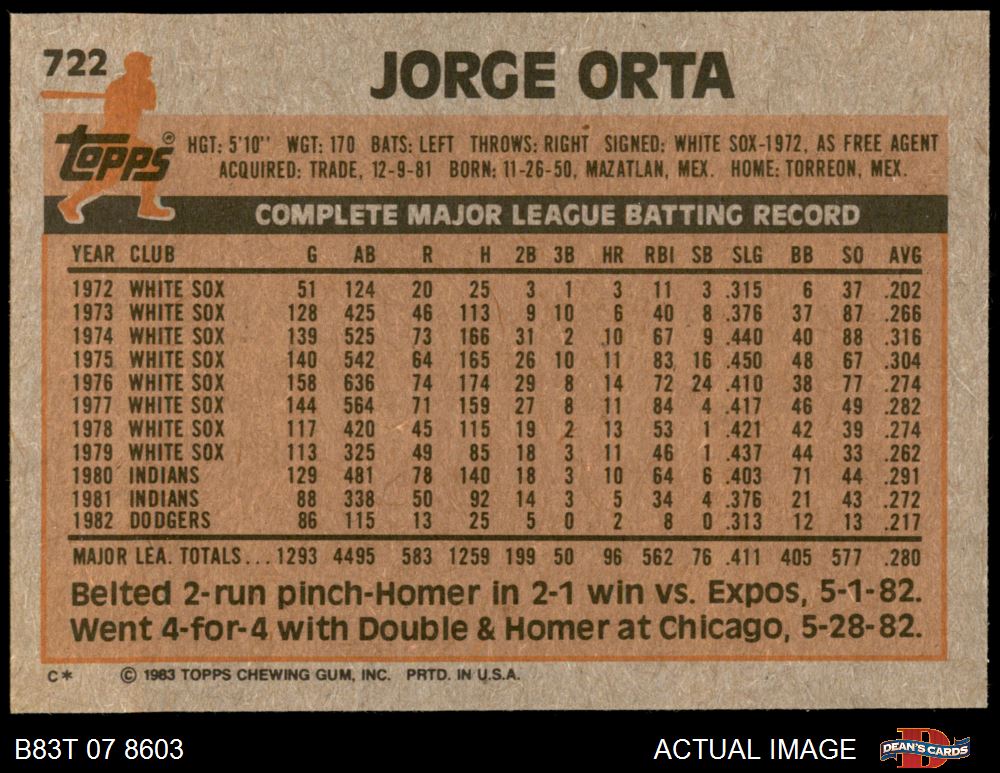 722
JORGE ORTA
Topps®
HGT: 5'10" WGT: 170 BATS: LEFT THROWS: RIGHT SIGNED: WHITE SOX-1972, AS FREE AGENT
ACQUIRED: TRADE, 12-9-81 BORN: 11-26-50, MAZATLAN, MEX. HOME: TORREON, MEX.
COMPLETE MAJOR LEAGUE BATTING RECORD
YEAR CLUB G AB R H 2B 3B HR RBI SB SLG BB SO AVG
1972 WHITE SOX 51 124 20 25 3 1 3 11 3 .315 6 37 .202
1973 WHITE SOX 128 425 46 113 9 10 6 40 8 .376 37 87 .266
1974 WHITE SOX 139 525 73 166 31 2 10 67 9 .440 40 88 .316
1975 WHITE SOX 140 542 64 165 26 10 11 83 16 .450 48 67 .304
1976 WHITE SOX 158 636 74 174 29 8 14 72 24 .410 38 77 .274
1977 WHITE SOX 144 564 71 159 27 8 11 84 4 .417 46 49 .282
1978 WHITE SOX 117 420 45 115 19 2 13 53 1 .421 42 39 .274
1979 WHITE SOX 113 325 49 85 18 3 11 46 1 .437 44 33 .262
1980 INDIANS 129 481 78 140 18 3 10 64 6 .403 71 44 .291
1981 INDIANS 88 338 50 92 14 3 5 34 4 .376 21 43 .272
1982 DODGERS 86 115 13 25 5 0 2 8 0 .313 12 13 .217
MAJOR LEA. TOTALS... 1293 4495 583 1259 199 50 96 562 76 .411 405 577 .280
Belted 2-run pinch-Homer in 2-1 win vs. Expos, 5-1-82.
Went 4-for-4 with Double & Homer at Chicago, 5-28-82.
C* © 1983 TOPPS CHEWING GUM, INC. PRTD. IN U.S.A.
B83T 07 8603 ACTUAL IMAGE DEAN'S CARDS